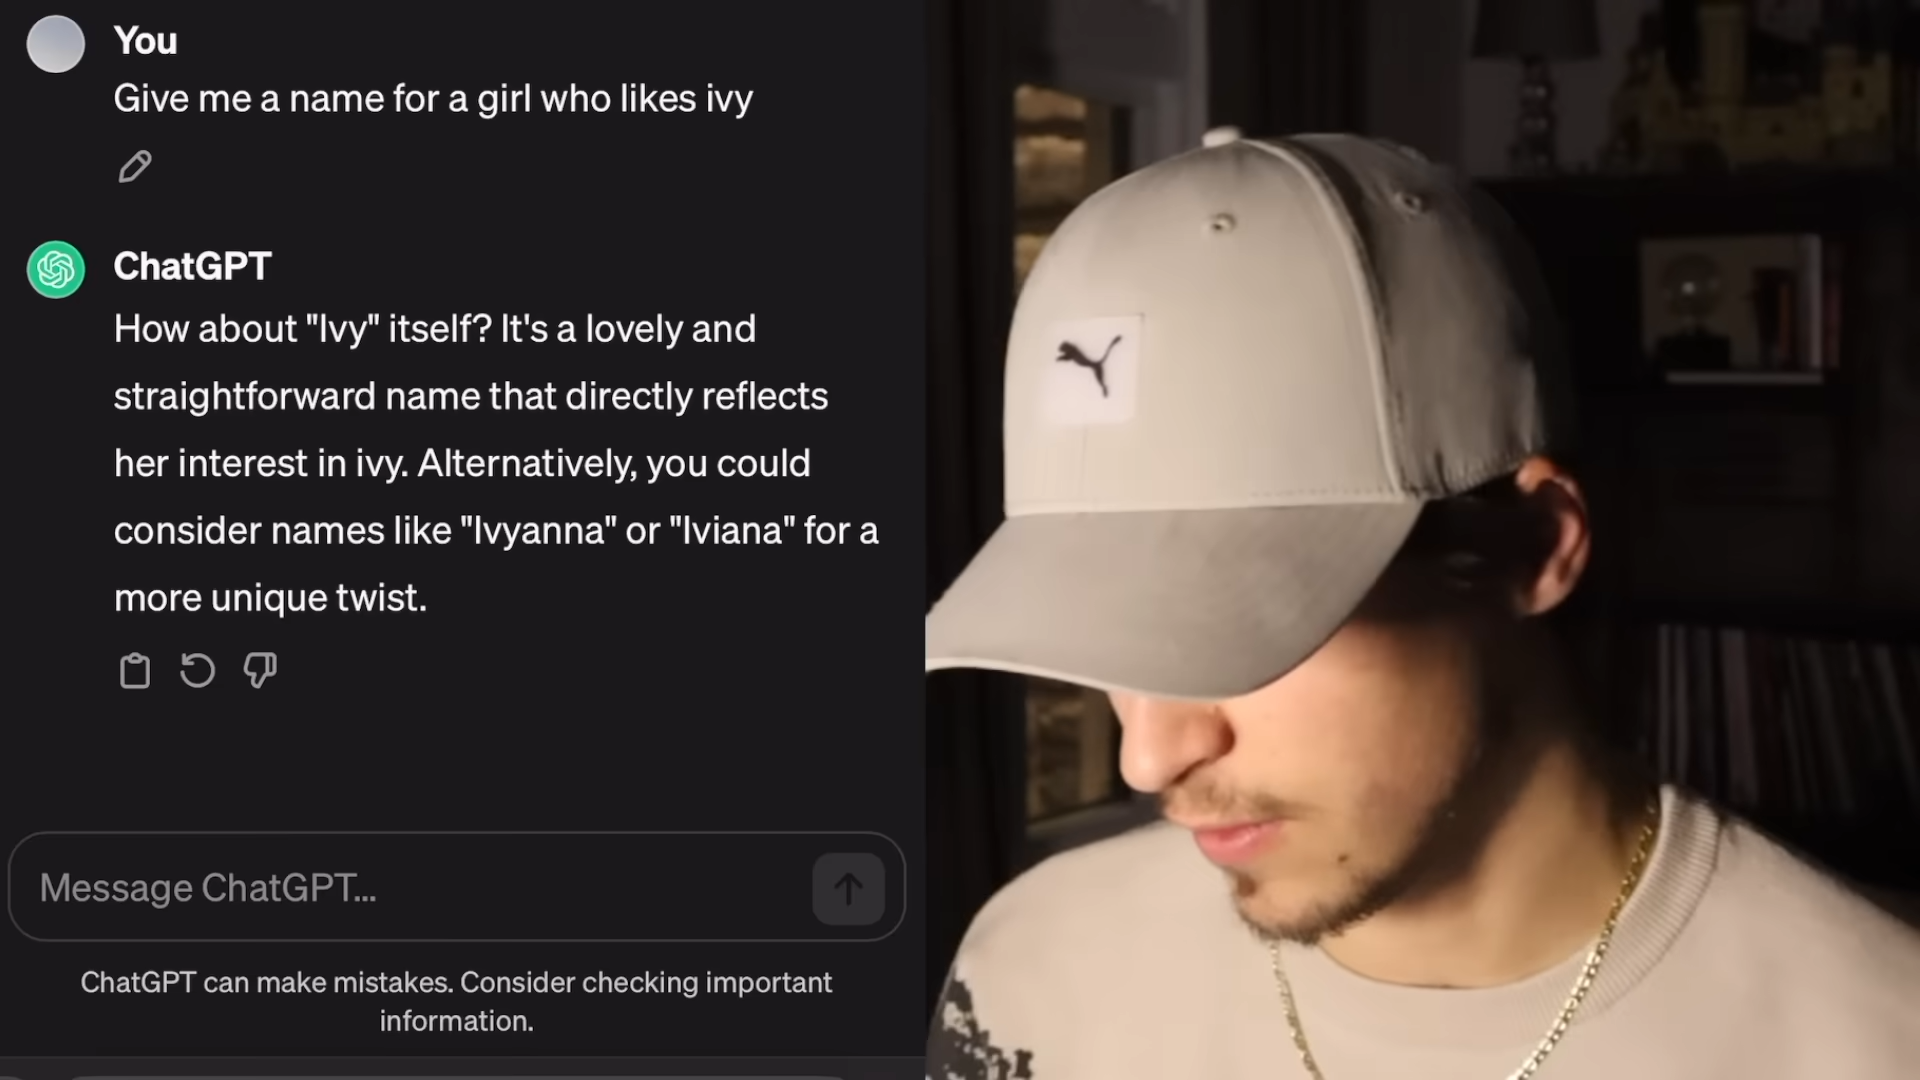 You
Give me a name for a girl who likes ivy
ChatGPT
How about "Ivy" itself? It's a lovely and
straightforward name that directly reflects
her interest in ivy. Alternatively, you could
consider names like "Ivyanna" or "Iviana" for a
more unique twist.
Message ChatGPT...
ChatGPT can make mistakes. Consider checking important
information.